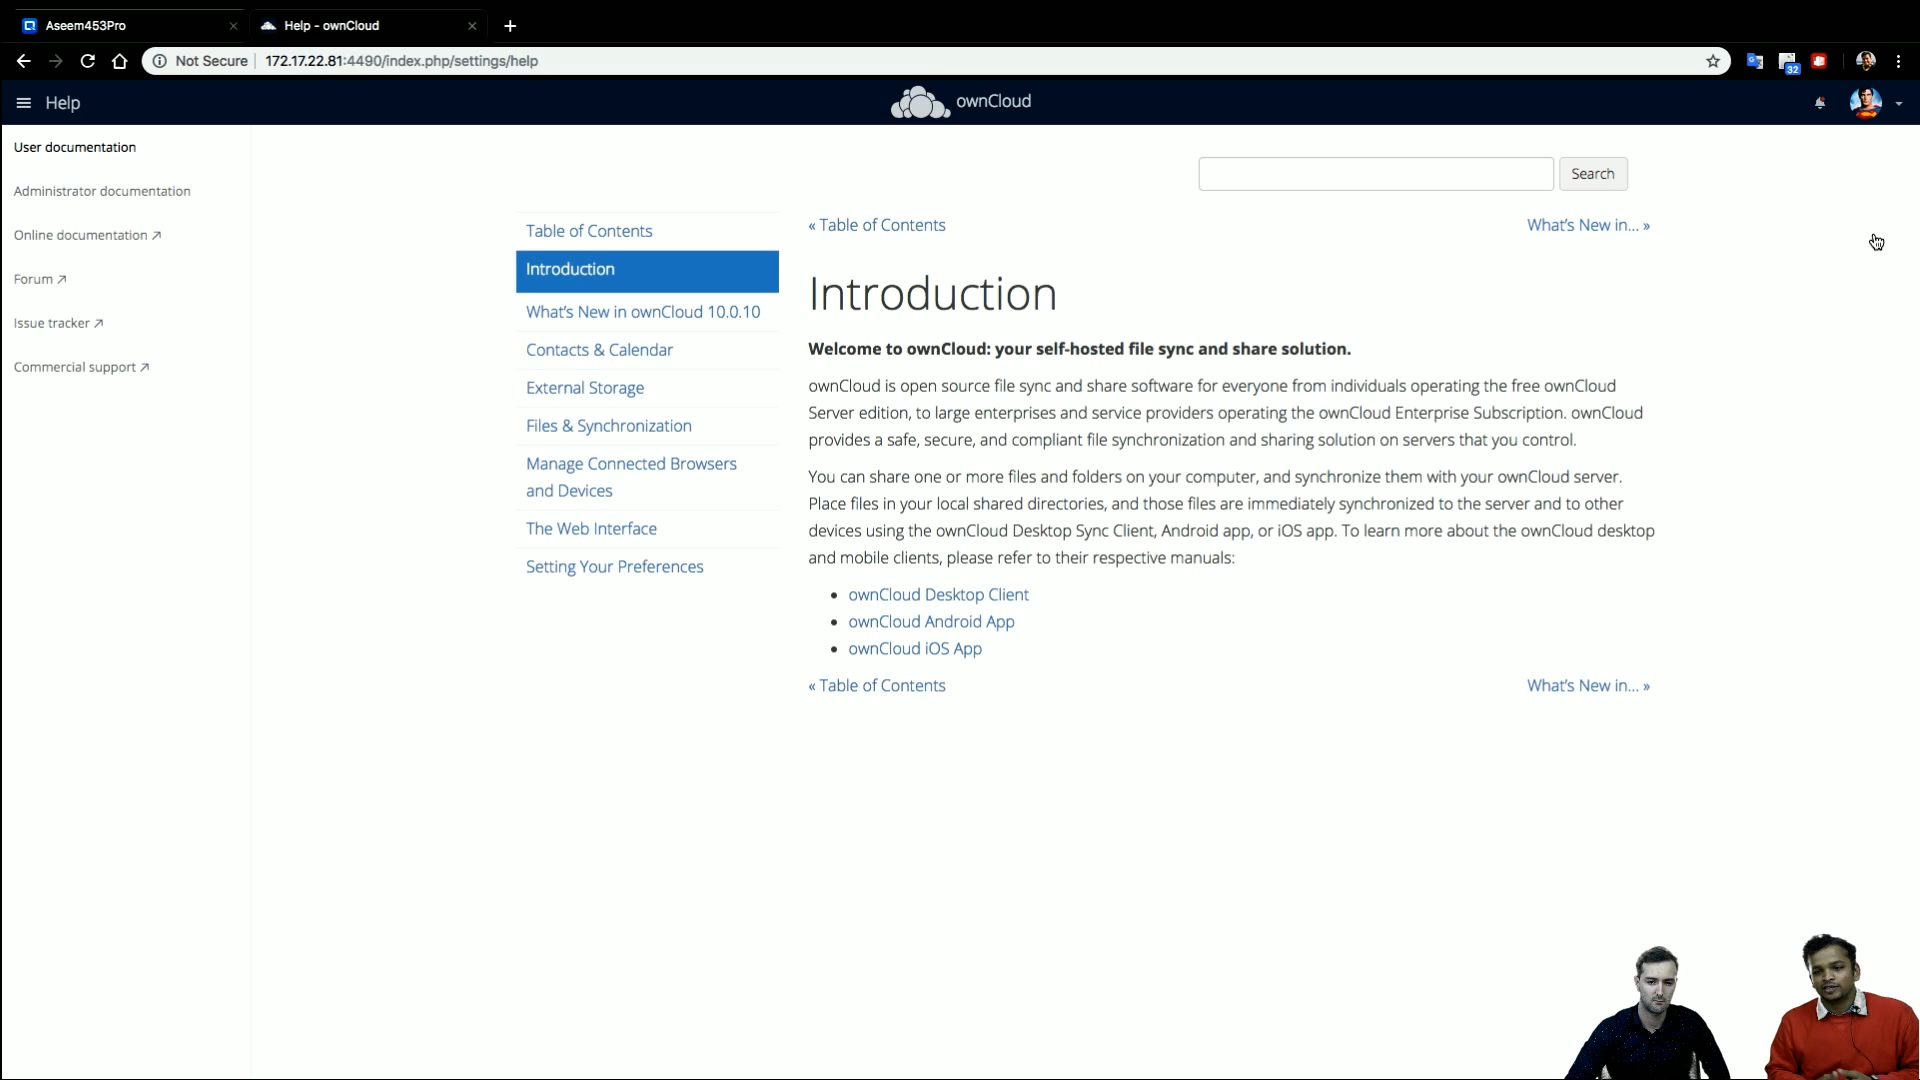 Aseem453Pro
Help - ownCloud
Not Secure
172.17.22.81:4490/index.php/settings/help
32
Help
ownCloud
User documentation
Administrator documentation
Online documentation
Forum
Issue tracker
Commercial support
Search
Table of Contents
Introduction
What's New in ownCloud 10.0.10
Contacts & Calendar
External Storage
Files & Synchronization
Manage Connected Browsers
and Devices
The Web Interface
Setting Your Preferences
« Table of Contents
What's New in... »
Introduction
Welcome to ownCloud: your self-hosted file sync and share solution.
ownCloud is open source file sync and share software for everyone from individuals operating the free ownCloud
Server edition, to large enterprises and service providers operating the ownCloud Enterprise Subscription. ownCloud
provides a safe, secure, and compliant file synchronization and sharing solution on servers that you control.
You can share one or more files and folders on your computer, and synchronize them with your ownCloud server.
Place files in your local shared directories, and those files are immediately synchronized to the server and to other
devices using the ownCloud Desktop Sync Client, Android app, or iOS app. To learn more about the ownCloud desktop
and mobile clients, please refer to their respective manuals:
• ownCloud Desktop Client
• ownCloud Android App
• ownCloud iOS App
« Table of Contents
What's New in... »